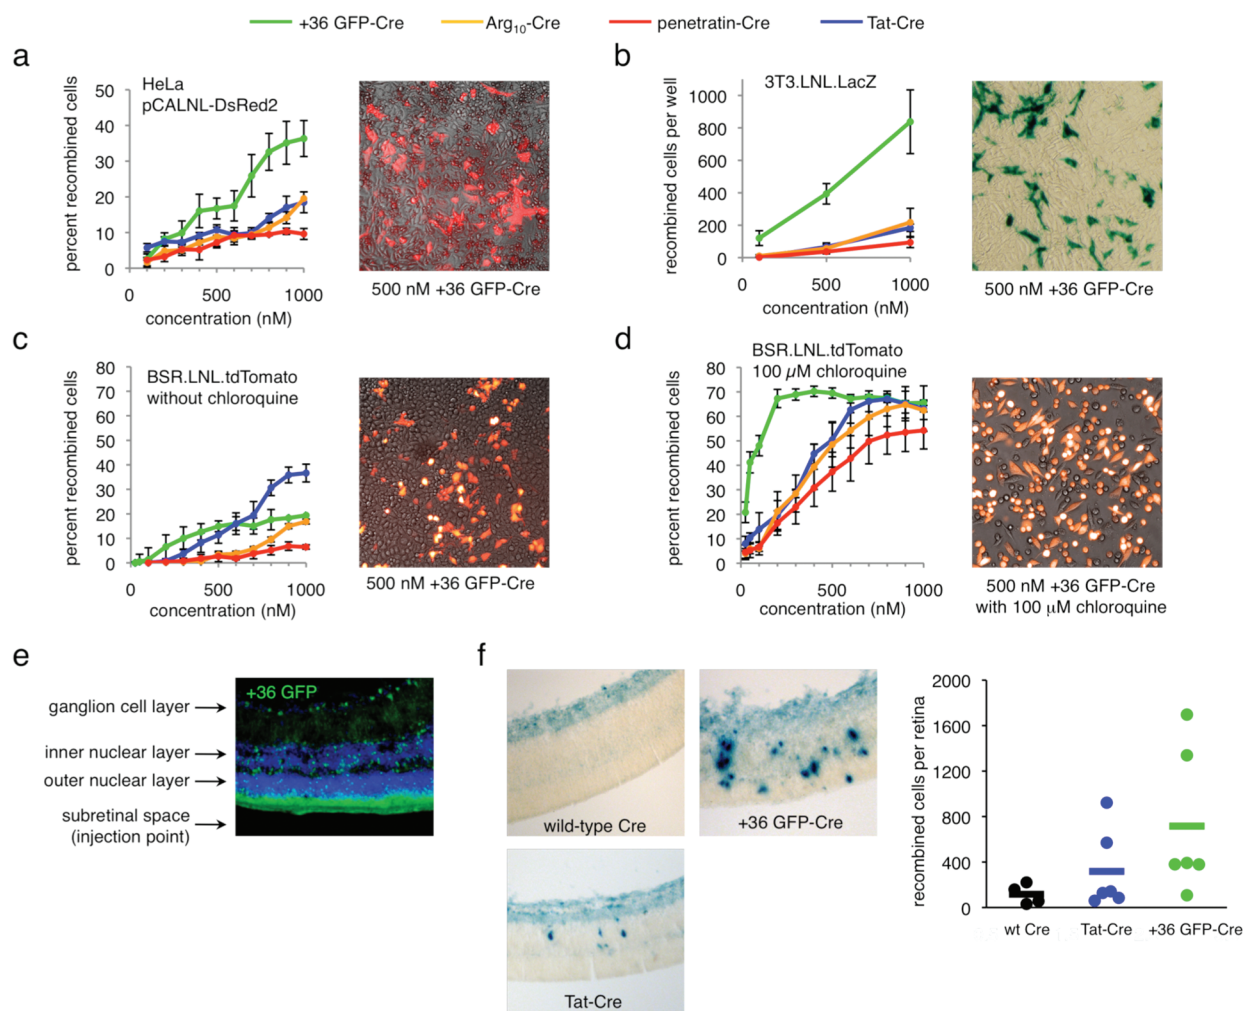 +36 GFP-Cre Arg10-Cre penetratin-Cre Tat-Cre
a
HeLa
pCALNL-DsRed2
percent recombined cells
50
40
30
20
10
0
0 500 1000
concentration (nM)
500 nM +36 GFP-Cre
b
3T3.LNL.LacZ
recombined cells per well
1000
800
600
400
200
0
0 500 1000
concentration (nM)
500 nM +36 GFP-Cre
c
BSR.LNL.tdTomato
without chloroquine
percent recombined cells
80
70
60
50
40
30
20
10
0
0 500 1000
concentration (nM)
500 nM +36 GFP-Cre
d
BSR.LNL.tdTomato
100 µM chloroquine
percent recombined cells
80
70
60
50
40
30
20
10
0
0 500 1000
concentration (nM)
500 nM +36 GFP-Cre
with 100 µM chloroquine
e
+36 GFP
ganglion cell layer
inner nuclear layer
outer nuclear layer
subretinal space
(injection point)
f
wild-type Cre
+36 GFP-Cre
Tat-Cre
recombined cells per retina
2000
1600
1200
800
400
0
wt Cre Tat-Cre +36 GFP-Cre